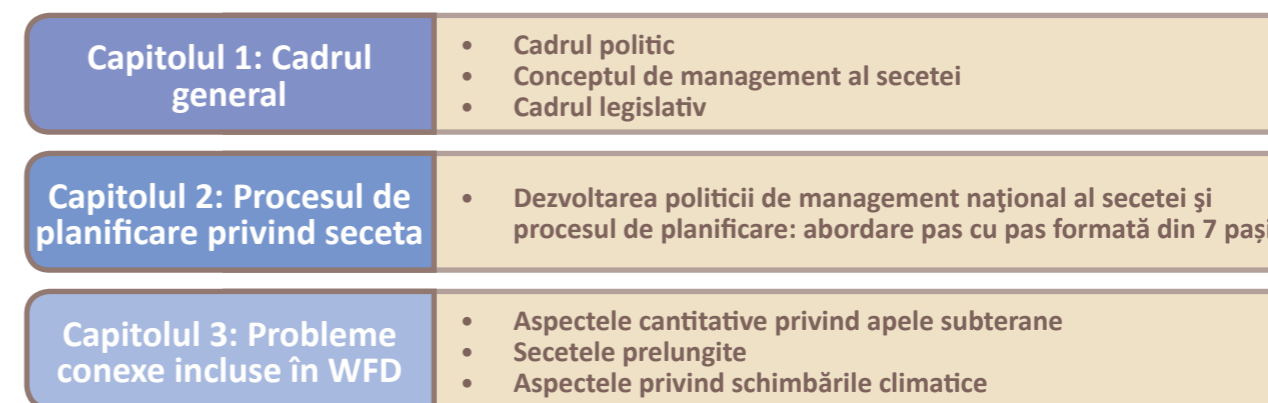 Capitolul 1: Cadrul
general
• Cadrul politic
• Conceptul de management al secetei
• Cadrul legislativ
Capitolul 2: Procesul de
planificare privind seceta
• Dezvoltarea politicii de management naţional al secetei şi
procesul de planificare: abordare pas cu pas formată din 7 pași
Capitolul 3: Probleme
conexe incluse în WFD
• Aspectele cantitative privind apele subterane
• Secetele prelungite
• Aspectele privind schimbările climatice